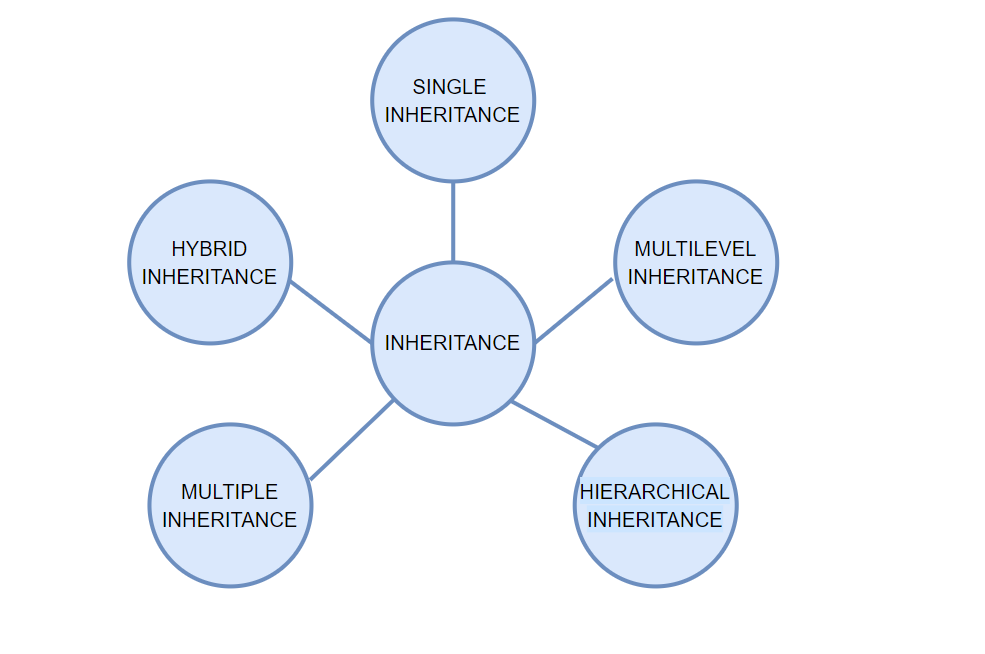 SINGLE
INHERITANCE
HYBRID
INHERITANCE
MULTILEVEL
INHERITANCE
INHERITANCE
MULTIPLE
INHERITANCE
HIERARCHICAL
INHERITANCE